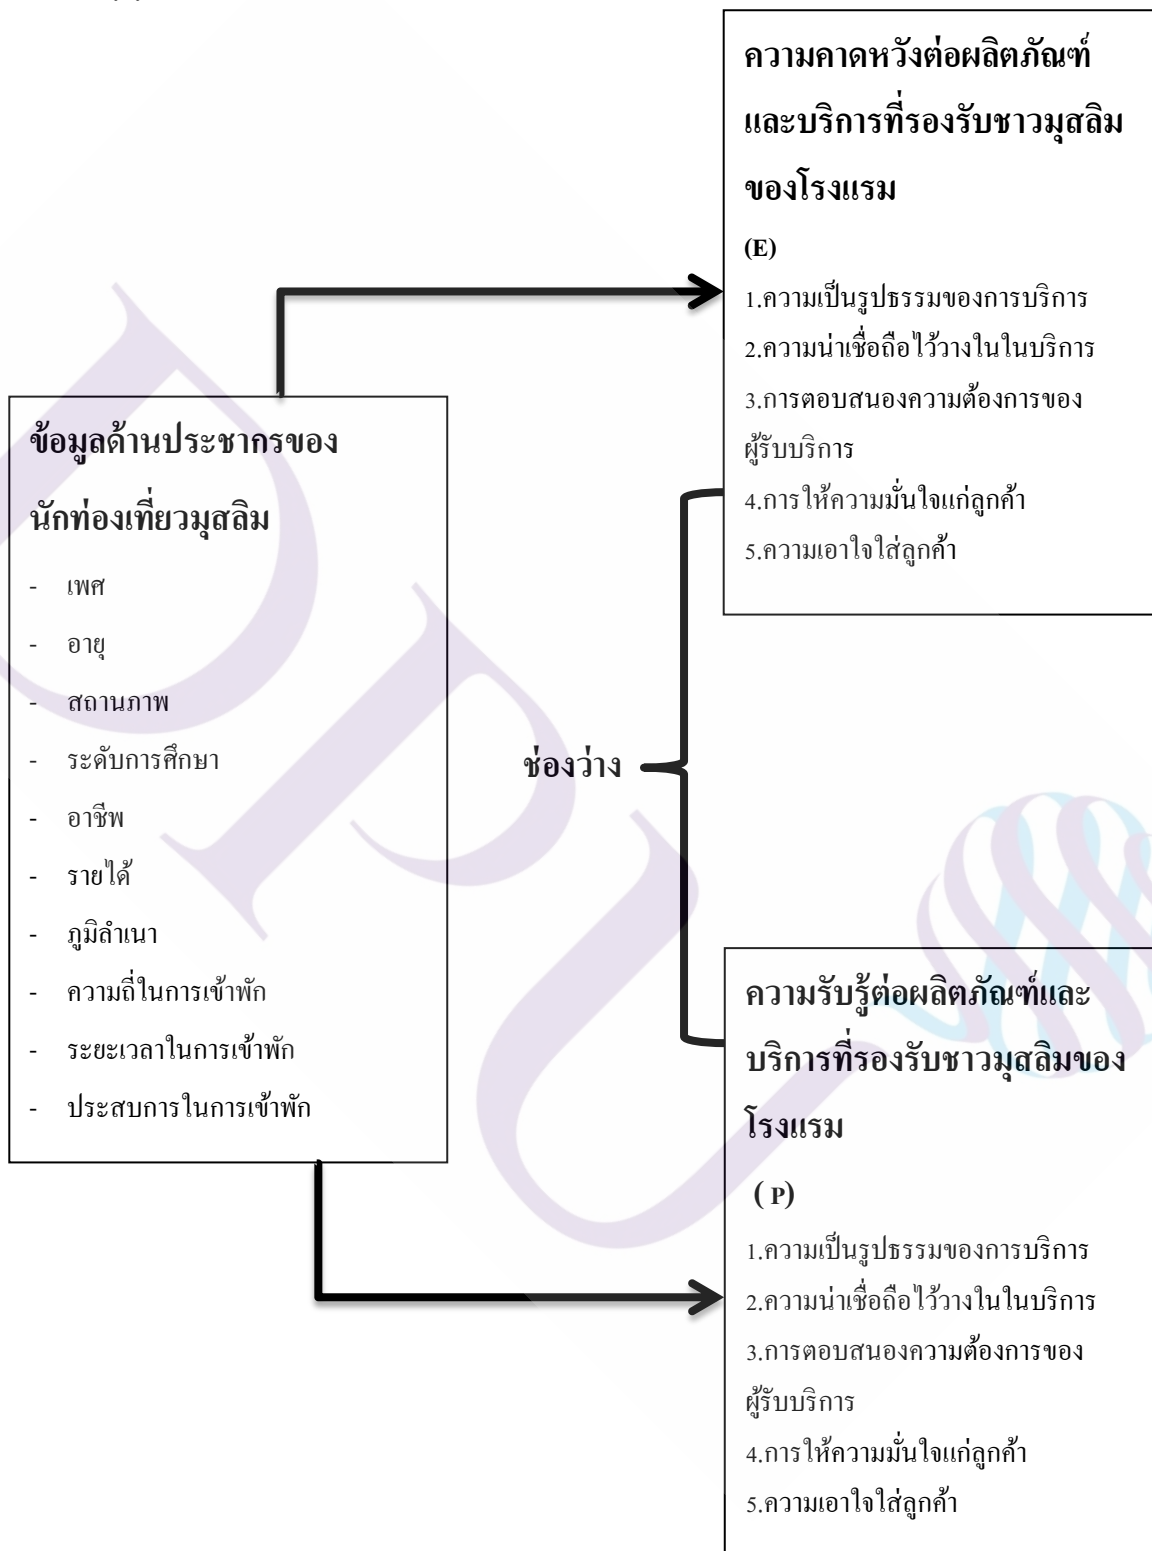 ข้อมูลด้านประชากรของ
นักท่องเที่ยวมุสลิม
- เพศ
- อายุ
- สถานภาพ
- ระดับการศึกษา
- อาชีพ
- รายได้
- ภูมิลำเนา
- ความถี่ในการเข้าพัก
- ระยะเวลาในการเข้าพัก
- ประสบการในการเข้าพัก
ช่องว่าง
ความคาดหวังต่อผลิตภัณฑ์
และบริการที่รองรับชาวมุสลิม
ของโรงแรม
(E)
1.ความเป็นรูปธรรมของการบริการ
2.ความน่าเชื่อถือไว้วางในในบริการ
3.การตอบสนองความต้องการของ
ผู้รับบริการ
4.การให้ความมั่นใจแก่ลูกค้า
5.ความเอาใจใส่ลูกค้า
ความรับรู้ต่อผลิตภัณฑ์และ
บริการที่รองรับชาวมุสลิมของ
โรงแรม
( P)
1.ความเป็นรูปธรรมของการบริการ
2.ความน่าเชื่อถือไว้วางในในบริการ
3.การตอบสนองความต้องการของ
ผู้รับบริการ
4.การให้ความมั่นใจแก่ลูกค้า
5.ความเอาใจใส่ลูกค้า
DPU